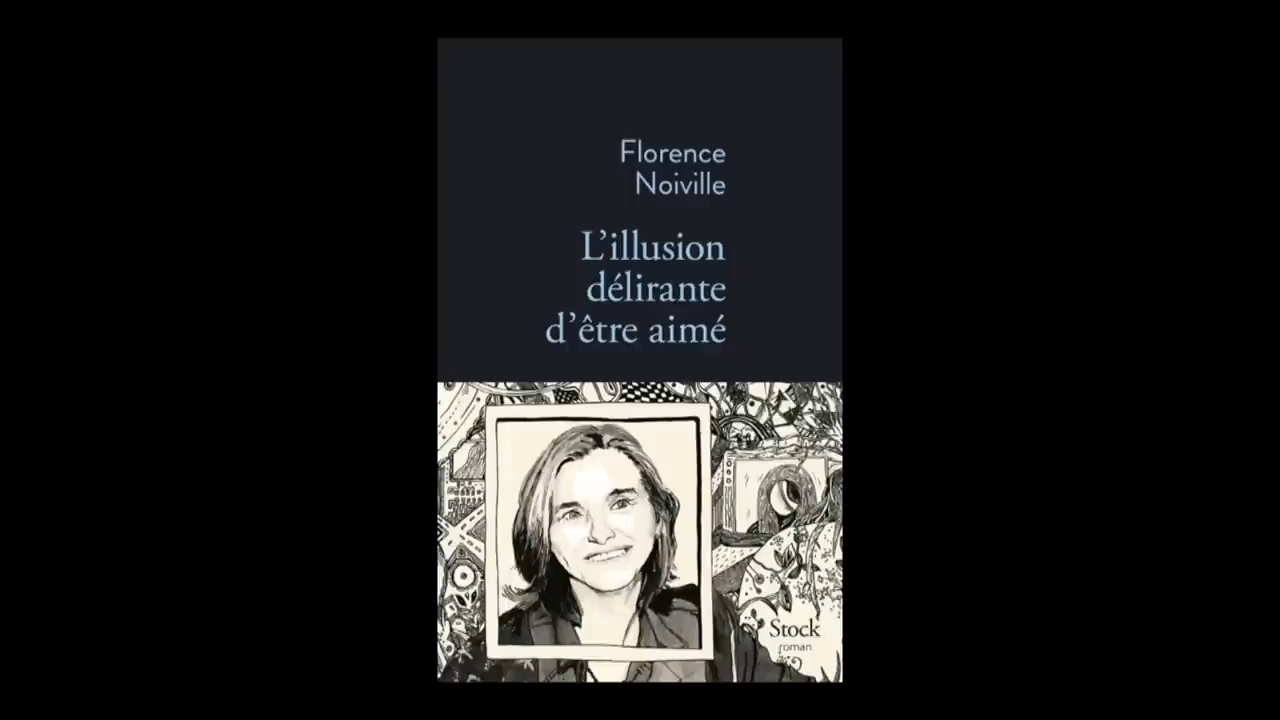 Florence
Noiville
L’illusion
délirante
d’être aimé
Stock
roman